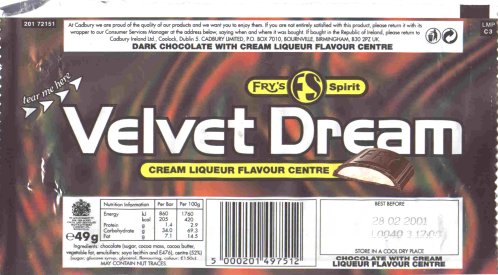 201 72151
At Cadbury we are proud of the quality of our products and we want you to enjoy them. If you are not entirely satisfied with this product, please return it with its
wrapper to our Consumer Services Manager at the address below, saying when and where it was bought. If bought in the Republic of Ireland, please return to
Cadbury Ireland Ltd., Coolock, Dublin 5. CADBURY LIMITED, P.O. BOX 7010, BOURNVILLE, BIRMINGHAM, B30 2PZ UK.
DARK CHOCOLATE WITH CREAM LIQUEUR FLAVOUR CENTRE
LMP
C3
tear me here
FRY'S FS Spirit
Velvet Dream
CREAM LIQUEUR FLAVOUR CENTRE
Nutrition Information Per Bar Per 100g
Energy kJ 860 1760
kcal 205 420
Protein g 1.4 2.9
Carbohydrate g 34.0 69.3
Fat g 7.1 14.5
e49g
Ingredients: chocolate (sugar, cocoa mass, cocoa butter,
vegetable fat, emulsifiers: soya lecithin and E476), centre (52%)
MAY CONTAIN NUT TRACES
5 000201 497512
BEST BEFORE
28 02 2001
STORE IN A COOL DRY PLACE
CHOCOLATE WITH CREAM
LIQUEUR FLAVOUR CENTRE